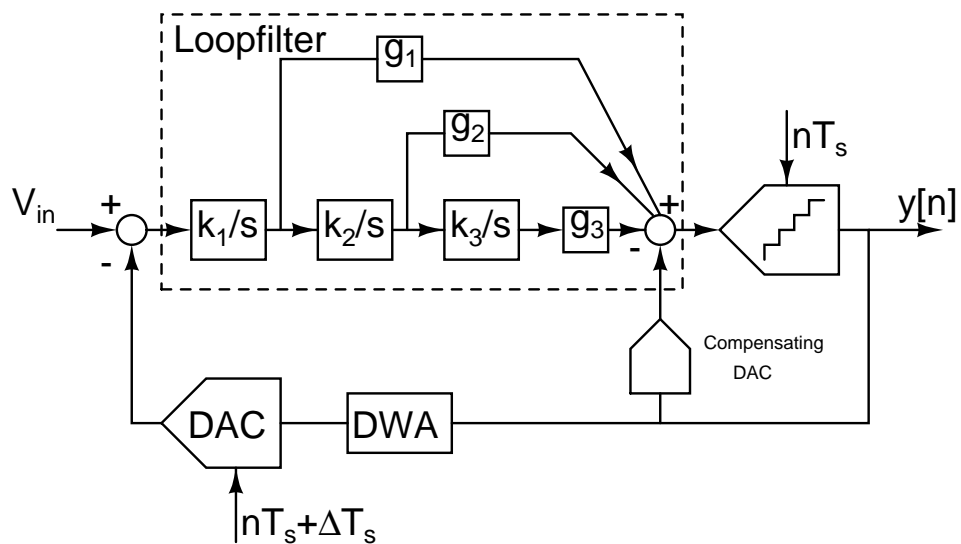 Loopfilter
g₁
g₂
nTₛ
Vᵢₙ
+
k₁/s
k₂/s
k₃/s
g₃
+
y[n]
-
-
Compensating
DAC
DAC
DWA
nTₛ+ΔTₛ